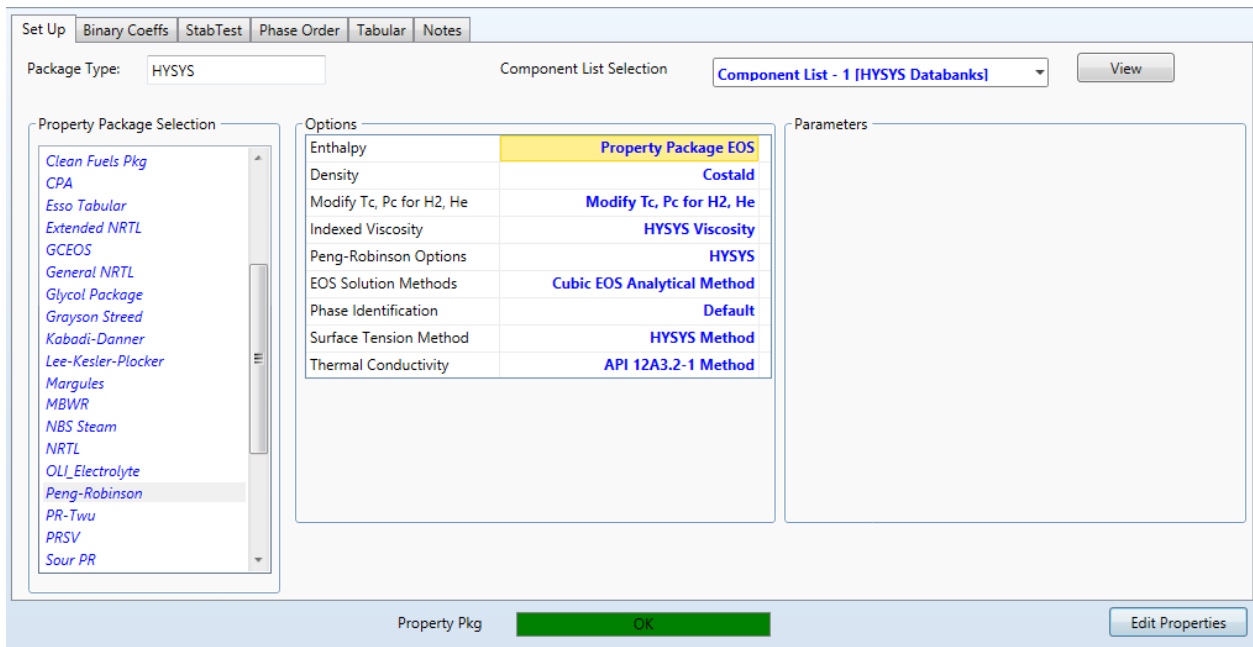 Set Up Binary Coeffs StabTest Phase Order Tabular Notes
Package Type: HYSYS Component List Selection Component List - 1 [HYSYS Databanks] View
Property Package Selection
Clean Fuels Pkg
CPA
Esso Tabular
Extended NRTL
GCEOS
General NRTL
Glycol Package
Grayson Streed
Kabadi-Danner
Lee-Kesler-Plocker
Margules
MBWR
NBS Steam
NRTL
OLI_Electrolyte
Peng-Robinson
PR-Twu
PRSV
Sour PR
Options
Enthalpy Property Package EOS
Density Costald
Modify Tc, Pc for H2, He Modify Tc, Pc for H2, He
Indexed Viscosity HYSYS Viscosity
Peng-Robinson Options HYSYS
EOS Solution Methods Cubic EOS Analytical Method
Phase Identification Default
Surface Tension Method HYSYS Method
Thermal Conductivity API 12A3.2-1 Method
Parameters
Property Pkg OK Edit Properties